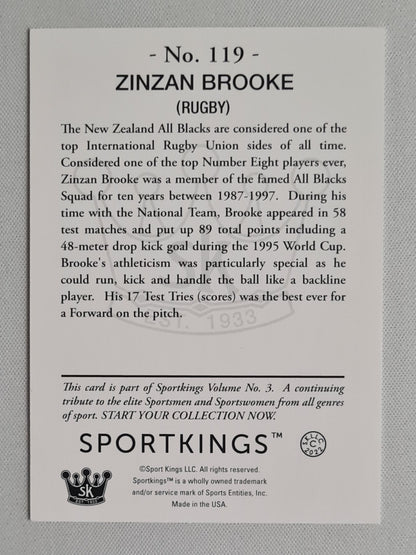 - No. 119 -
ZINZAN BROOKE
(RUGBY)
The New Zealand All Blacks are considered one of the
top International Rugby Union sides of all time.
Considered one of the top Number Eight players ever,
Zinzan Brooke was a member of the famed All Blacks
Squad for ten years between 1987-1997. During his
time with the National Team, Brooke appeared in 58
test matches and put up 89 total points including a
48-meter drop kick goal during the 1995 World Cup.
Brooke's athleticism was particularly special as he
could run, kick and handle the ball like a backline
player. His 17 Test Tries (scores) was the best ever for
a Forward on the pitch.
EST. 1933
This card is part of Sportkings Volume No. 3. A continuing
tribute to the elite Sportsmen and Sportswomen from all genres
of sport. START YOUR COLLECTION NOW.
SPORTKINGS™
SKLLC
C
2022
©Sport Kings LLC. All rights reserved.
Sportkings™ is a wholly owned trademark
and/or service mark of Sports Entities, Inc.
Made in the USA.
SK